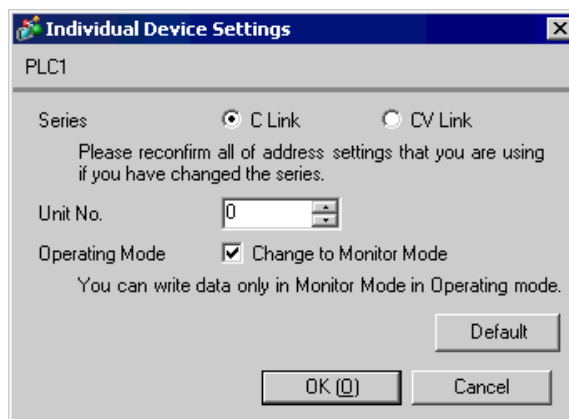 Individual Device Settings
PLC1
Series C Link CV Link
Please reconfirm all of address settings that you are using
if you have changed the series.
Unit No. 0
Operating Mode Change to Monitor Mode
You can write data only in Monitor Mode in Operating mode.
Default
OK (O) Cancel